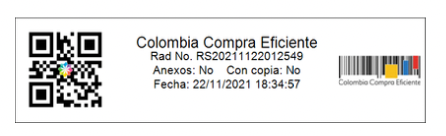 Colombia Compra Eficiente
Rad No. RS20211122012549
Anexos: No Con copia: No
Fecha: 22/11/2021 18:34:57
Colombia Compra Eficiente